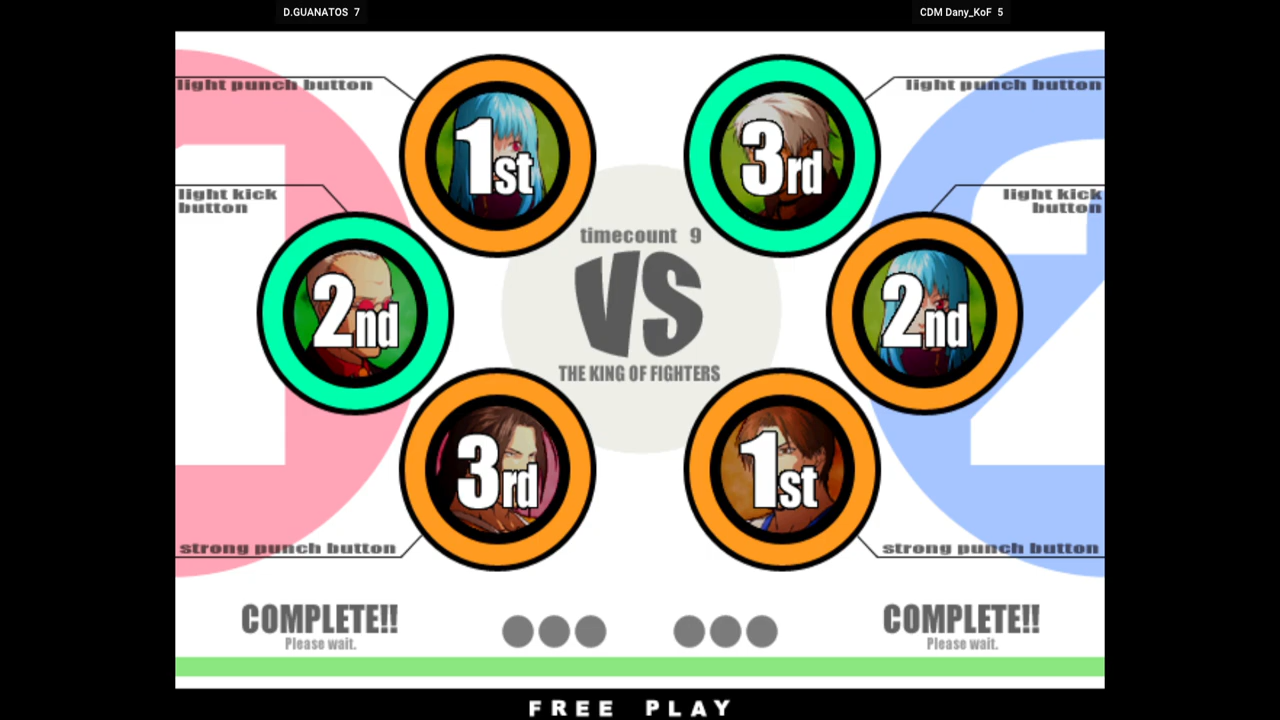 D.GUANATOS 7
CDM Dany_KoF 5
light punch button
light punch button
1st
3rd
light kick
button
light kick
button
timecount 9
VS
THE KING OF FIGHTERS
2nd
2nd
3rd
1st
strong punch button
strong punch button
1
2
COMPLETE!!
Please wait.
COMPLETE!!
Please wait.
FREE PLAY